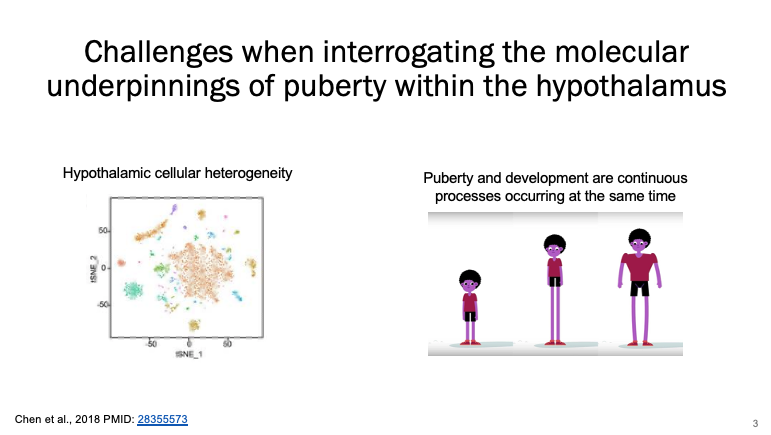 Challenges when interrogating the molecular
underpinnings of puberty within the hypothalamus
Hypothalamic cellular heterogeneity
50
0
-50
tSNE_2
-50
0
50
tSNE_1
Puberty and development are continuous
processes occurring at the same time
Chen et al., 2018 PMID: 28355573
3